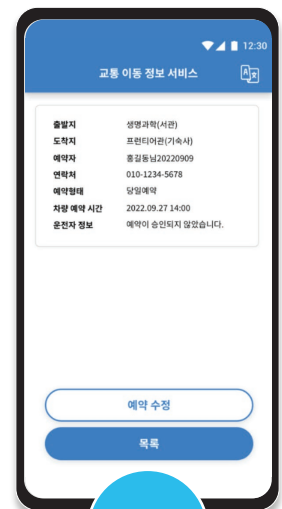 12:30
교통 이동 정보 서비스
출발지 생명과학(서관)
도착지 프런티어관(기숙사)
예약자 홍길동님20220909
연락처 010-1234-5678
예약형태 당일예약
차량 예약 시간 2022.09.27 14:00
운전자 정보 예약이 승인되지 않았습니다.
예약 수정
목록